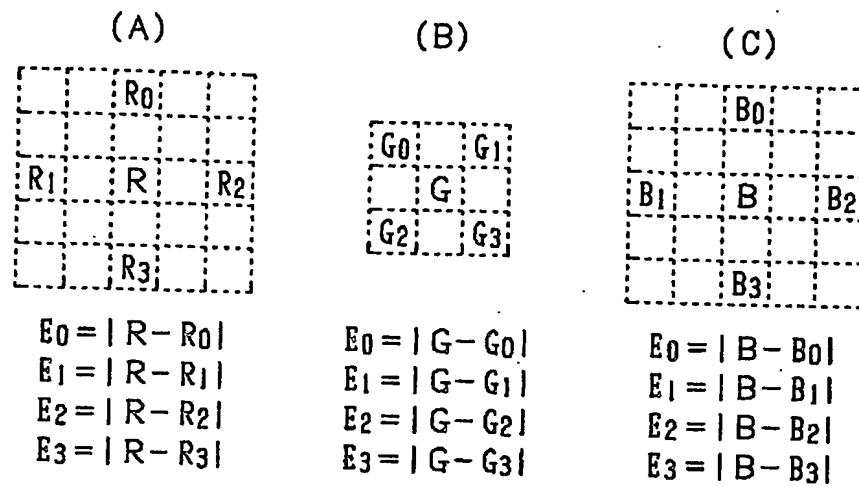 (A)
R0
R1 R R2
R3
E0 = | R - R0 |
E1 = | R - R1 |
E2 = | R - R2 |
E3 = | R - R3 |
(B)
G0 G1
G
G2 G3
E0 = | G - G0 |
E1 = | G - G1 |
E2 = | G - G2 |
E3 = | G - G3 |
(C)
B0
B1 B B2
B3
E0 = | B - B0 |
E1 = | B - B1 |
E2 = | B - B2 |
E3 = | B - B3 |